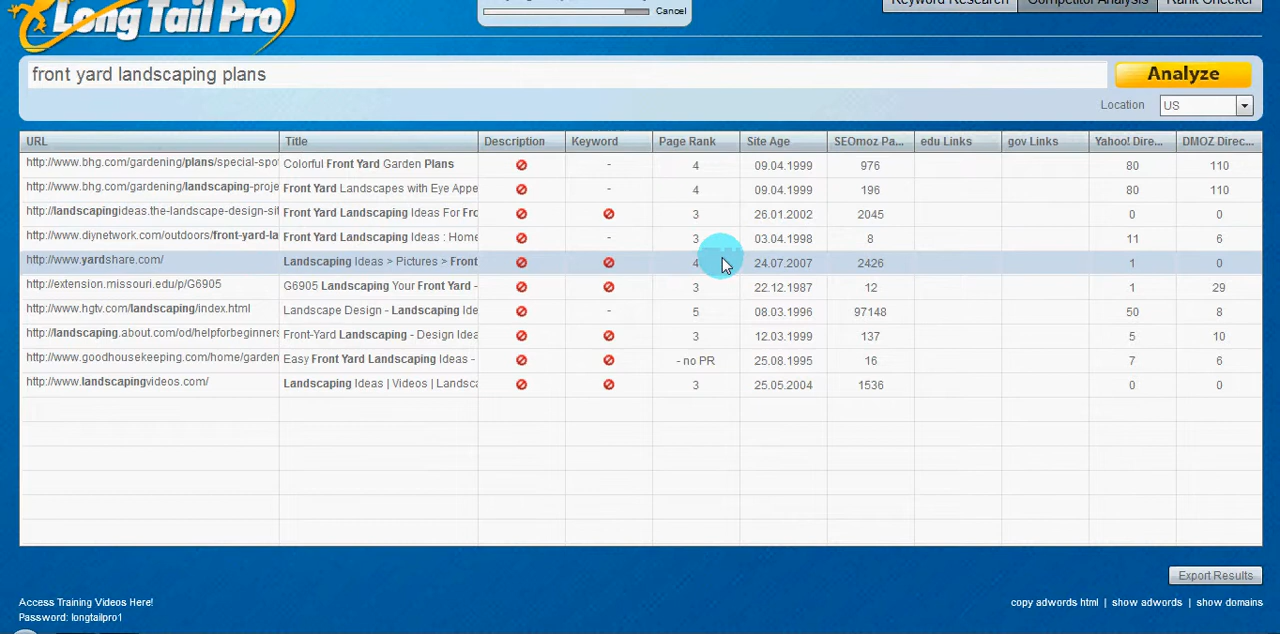 Long Tail Pro
Cancel
Keyword Research Competitor Analysis Rank Checker
front yard landscaping plans
Analyze
Location US
URL Title Description Keyword Page Rank Site Age SEOmoz Pa... edu Links gov Links Yahoo! Dire... DMOZ Direc...
http://www.bhg.com/gardening/plans/special-spo Colorful Front Yard Garden Plans - 4 09.04.1999 976 80 110
http://www.bhg.com/gardening/landscaping-proje Front Yard Landscapes with Eye Appe - 4 09.04.1999 196 80 110
http://landscapingideas.the-landscape-design-sit Front Yard Landscaping Ideas For Fro 3 26.01.2002 2045 0 0
http://www.diynetwork.com/outdoors/front-yard-la Front Yard Landscaping Ideas : Home - 3 03.04.1998 8 11 6
http://www.yardshare.com/ Landscaping Ideas > Pictures > Front 4 24.07.2007 2426 1 0
http://extension.missouri.edu/p/G6905 G6905 Landscaping Your Front Yard - 3 22.12.1987 12 1 29
http://www.hgtv.com/landscaping/index.html Landscape Design - Landscaping Ide - 5 08.03.1996 97148 50 8
http://landscaping.about.com/od/helpforbeginners Front-Yard Landscaping - Design Idea 3 12.03.1999 137 5 10
http://www.goodhousekeeping.com/home/garden Easy Front Yard Landscaping Ideas - - no PR 25.08.1995 16 7 6
http://www.landscapingvideos.com/ Landscaping Ideas | Videos | Landsca 3 25.05.2004 1536 0 0
Export Results
Access Training Videos Here!
copy adwords html | show adwords | show domains
Password: longtailpro1